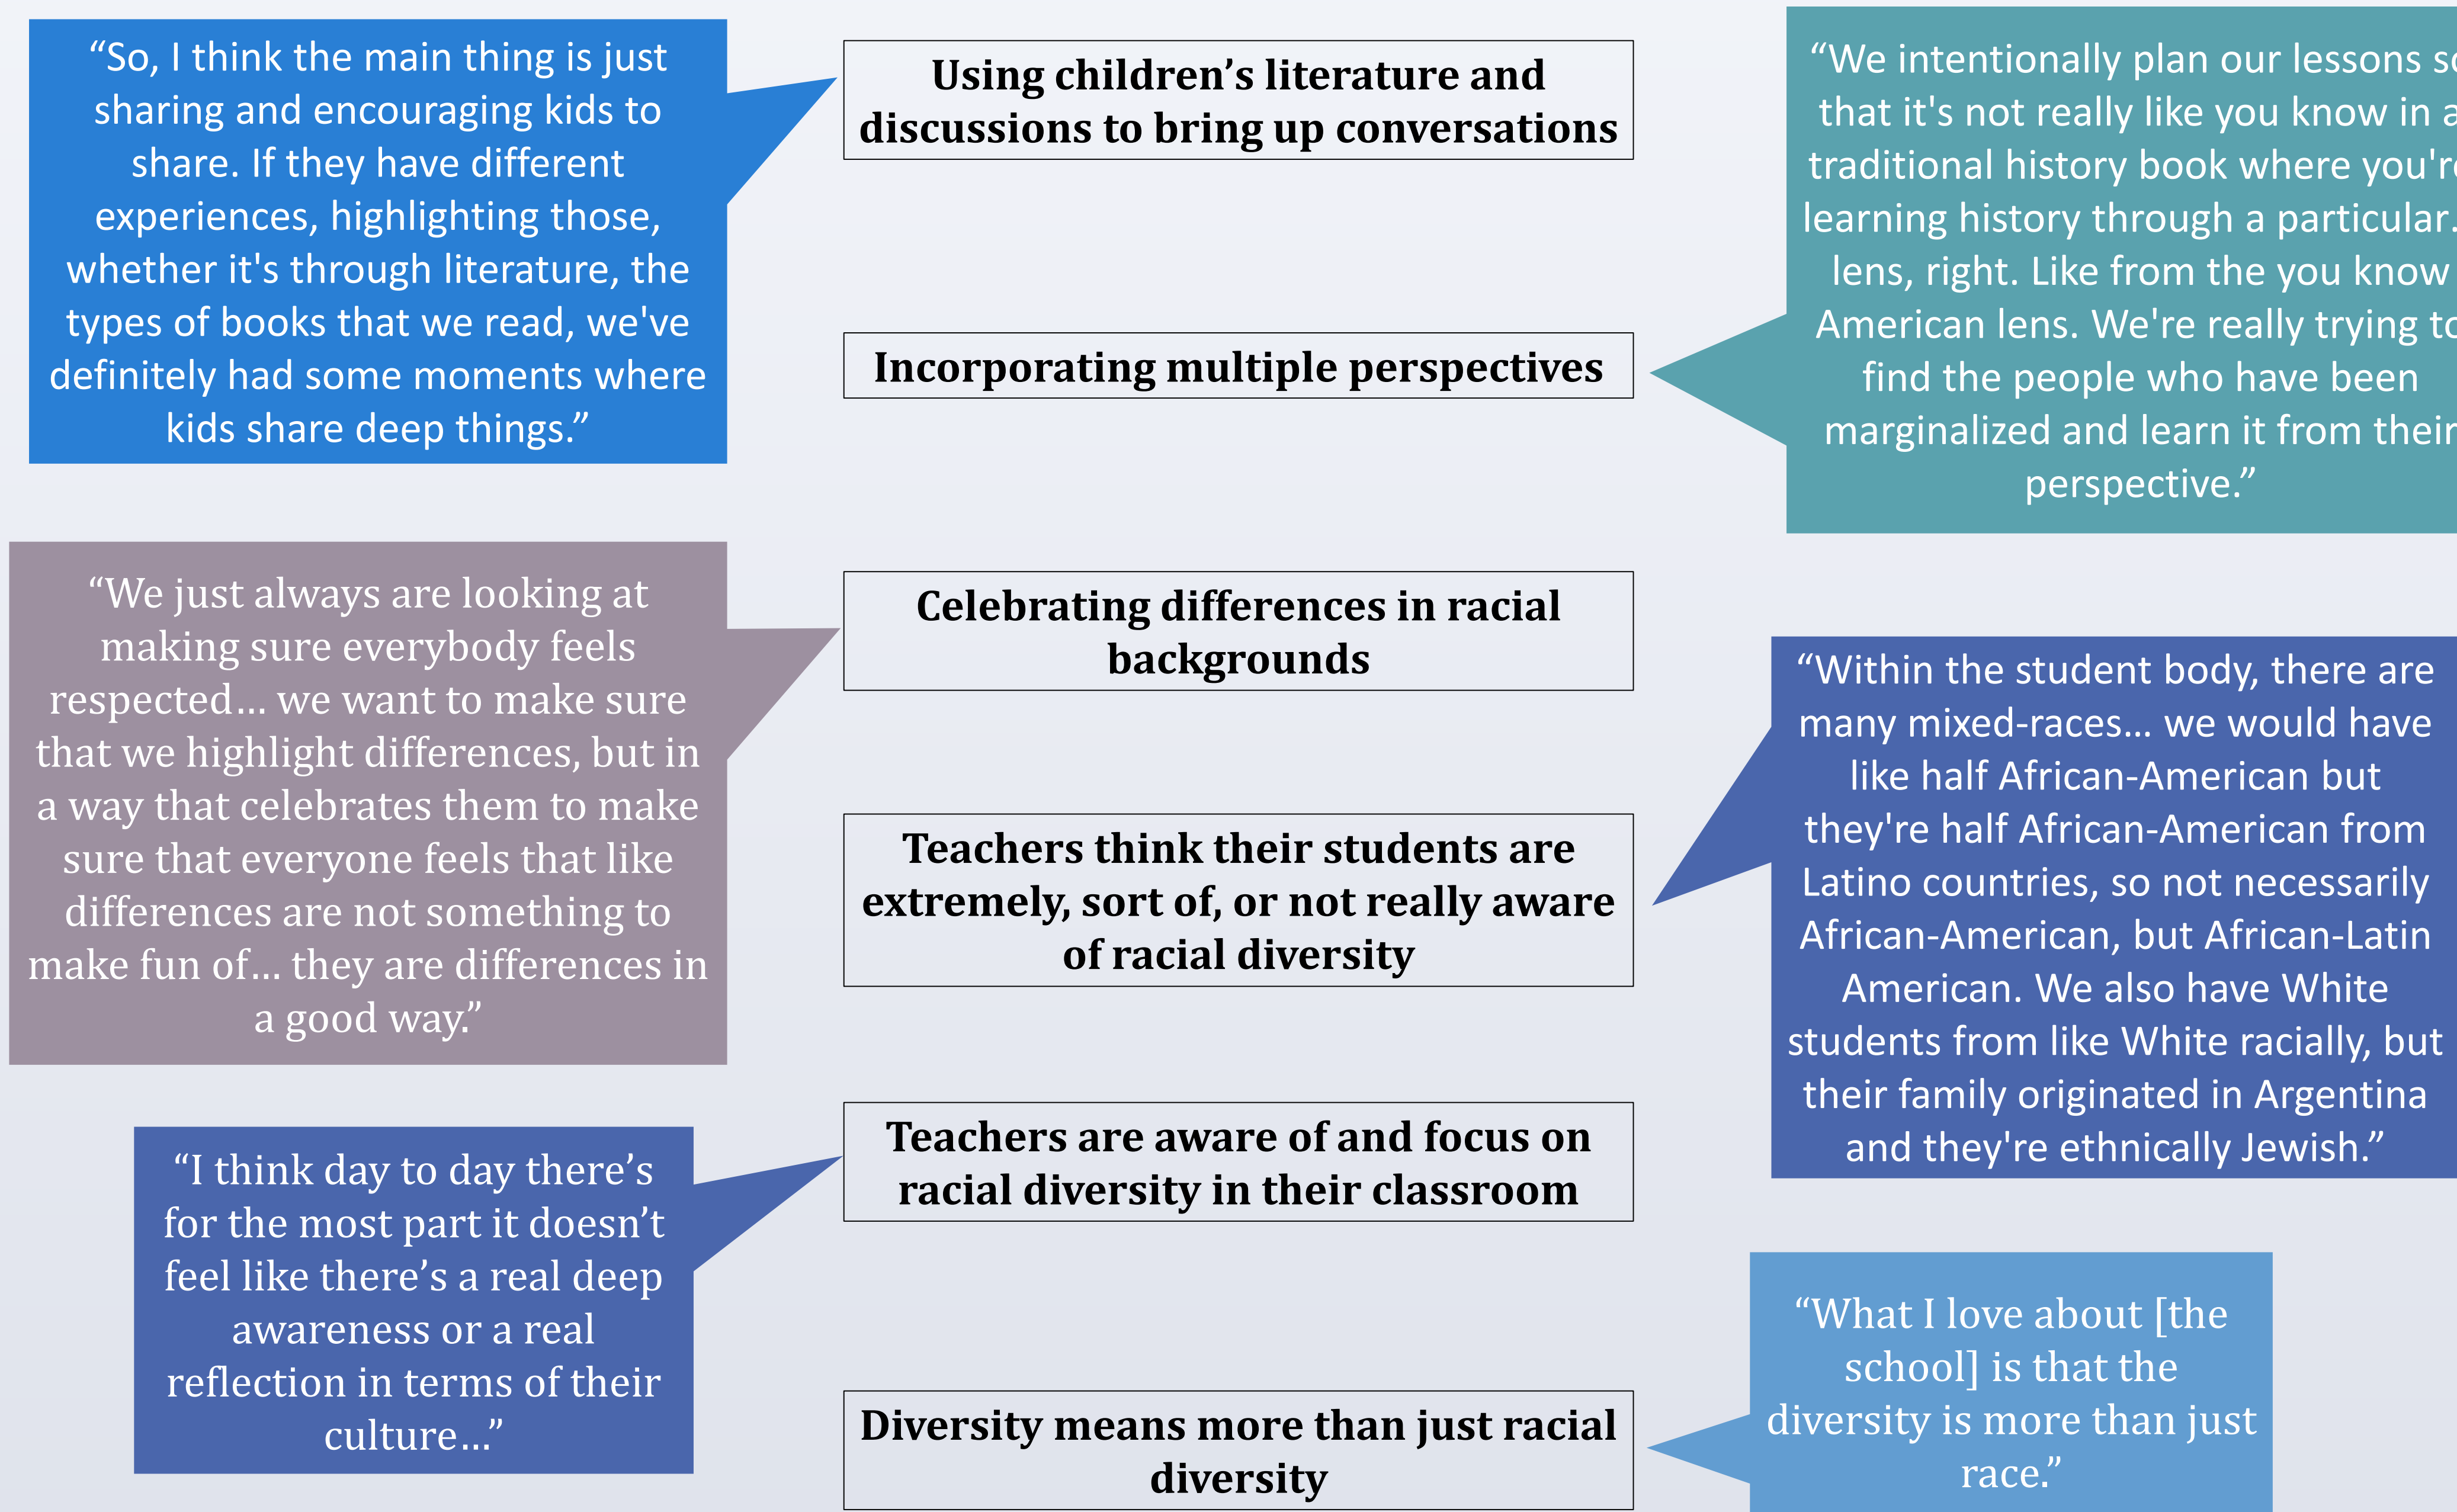 “So, I think the main thing is just
sharing and encouraging kids to
share. If they have different
experiences, highlighting those,
whether it's through literature, the
types of books that we read, we've
definitely had some moments where
kids share deep things.”
Using children’s literature and
discussions to bring up conversations
“We intentionally plan our lessons so
that it's not really like you know in a
traditional history book where you're
learning history through a particular.
lens, right. Like from the you know
American lens. We're really trying to
find the people who have been
marginalized and learn it from their
perspective.”
Incorporating multiple perspectives
“We just always are looking at
making sure everybody feels
respected… we want to make sure
that we highlight differences, but in
a way that celebrates them to make
sure that everyone feels that like
differences are not something to
make fun of… they are differences in
a good way.”
Celebrating differences in racial
backgrounds
Teachers think their students are
extremely, sort of, or not really aware
of racial diversity
“Within the student body, there are
many mixed-races… we would have
like half African-American but
they're half African-American from
Latino countries, so not necessarily
African-American, but African-Latin
American. We also have White
students from like White racially, but
their family originated in Argentina
and they're ethnically Jewish.”
“I think day to day there’s
for the most part it doesn’t
feel like there’s a real deep
awareness or a real
reflection in terms of their
culture…”
Teachers are aware of and focus on
racial diversity in their classroom
Diversity means more than just racial
diversity
“What I love about [the
school] is that the
diversity is more than just
race.”